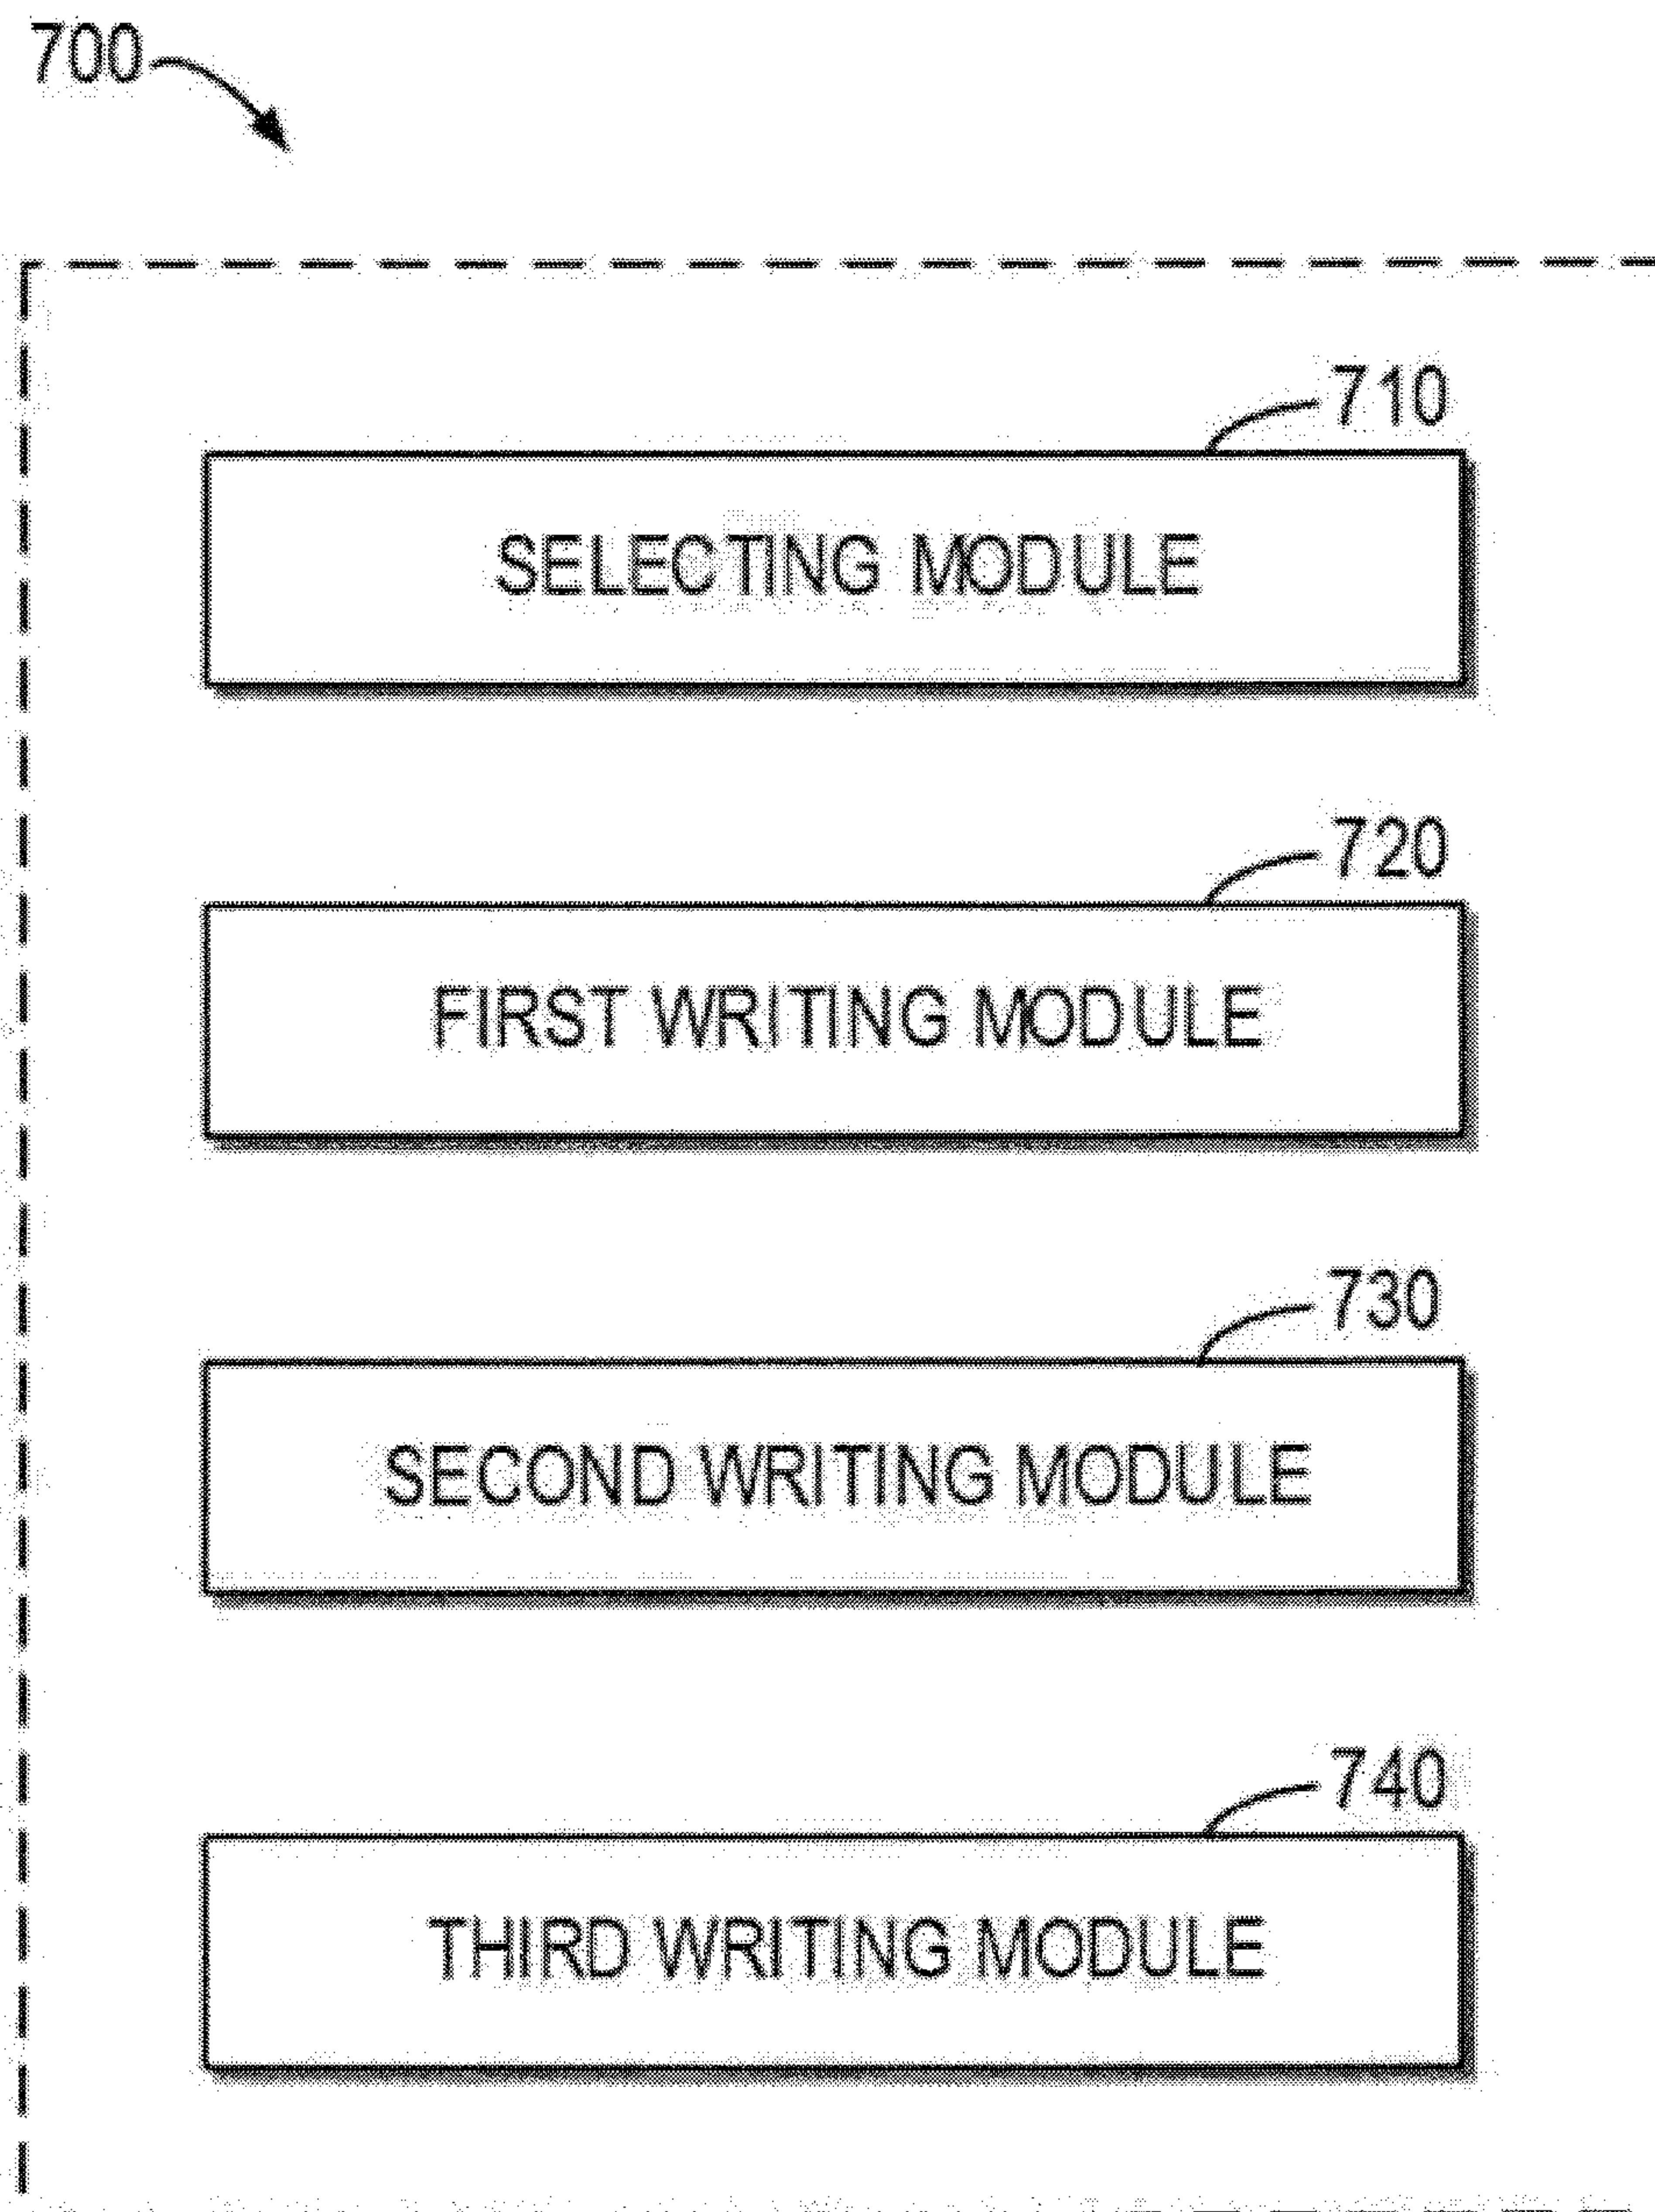 700
710
SELECTING MODULE
720
FIRST WRITING MODULE
730
SECOND WRITING MODULE
740
THIRD WRITING MODULE